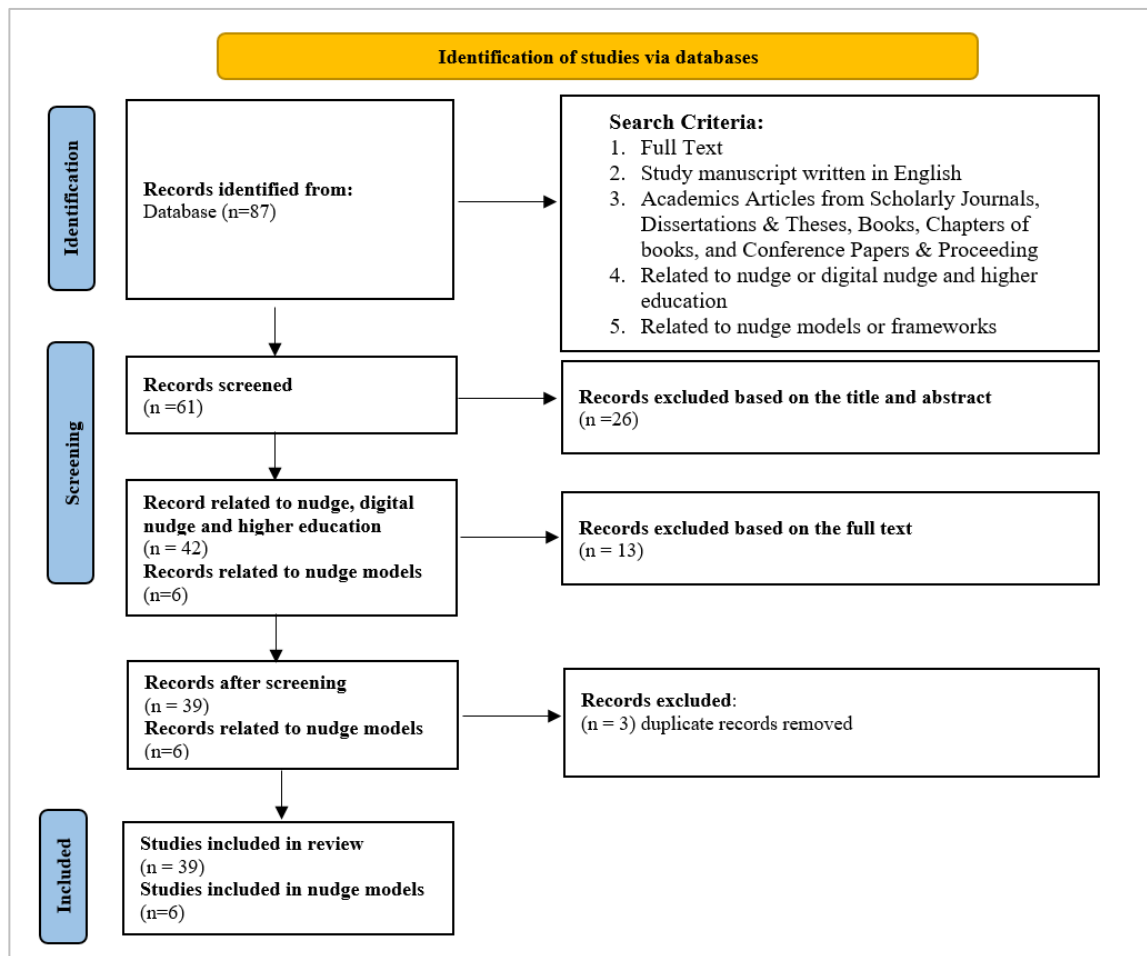 Identification of studies via databases
Identification
Records identified from:
Database (n=87)
Search Criteria:
1. Full Text
2. Study manuscript written in English
3. Academics Articles from Scholarly Journals,
Dissertations & Theses, Books, Chapters of
books, and Conference Papers & Proceeding
4. Related to nudge or digital nudge and higher
education
5. Related to nudge models or frameworks
Screening
Records screened
(n =61)
Records excluded based on the title and abstract
(n =26)
Record related to nudge, digital
nudge and higher education
(n = 42)
Records related to nudge models
(n=6)
Records excluded based on the full text
(n = 13)
Records after screening
(n = 39)
Records related to nudge models
(n=6)
Records excluded:
(n = 3) duplicate records removed
Included
Studies included in review
(n = 39)
Studies included in nudge models
(n=6)